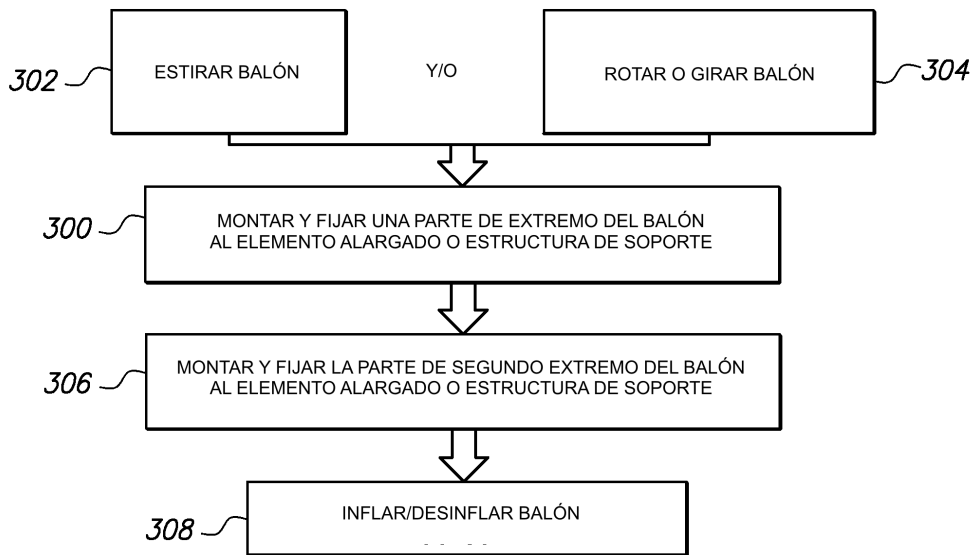 302
ESTIRAR BALÓN
Y/O
ROTAR O GIRAR BALÓN
304
300
MONTAR Y FIJAR UNA PARTE DE EXTREMO DEL BALÓN
AL ELEMENTO ALARGADO O ESTRUCTURA DE SOPORTE
306
MONTAR Y FIJAR LA PARTE DE SEGUNDO EXTREMO DEL BALÓN
AL ELEMENTO ALARGADO O ESTRUCTURA DE SOPORTE
308
INFLAR/DESINFLAR BALÓN